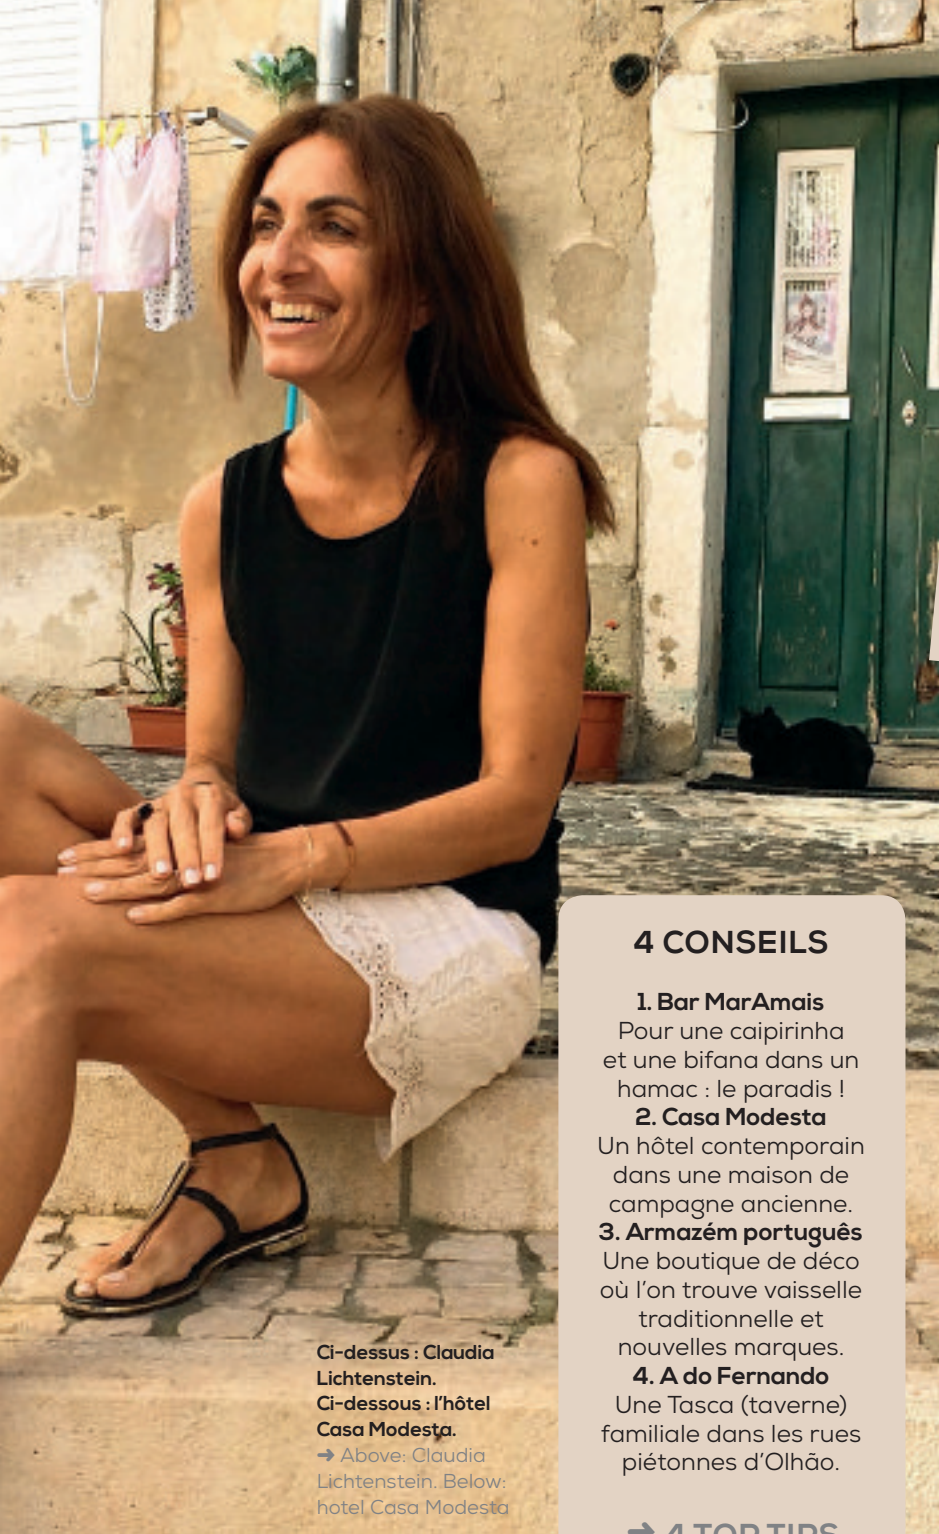 4 CONSEILS
1. Bar MarAmais
Pour une caipirinha
et une bifana dans un
hamac : le paradis !
2. Casa Modesta
Un hôtel contemporain
dans une maison de
campagne ancienne.
3. Armazém português
Une boutique de déco
où l'on trouve vaisselle
traditionnelle et
nouvelles marques.
4. A do Fernando
Une Tasca (taverne)
familiale dans les rues
piétonnes d'Olhão.
➜ 4 TOP TIPS
Ci-dessus : Claudia
Lichtenstein.
Ci-dessous : l'hôtel
Casa Modesta.
➜ Above: Claudia
Lichtenstein. Below:
hotel Casa Modesta